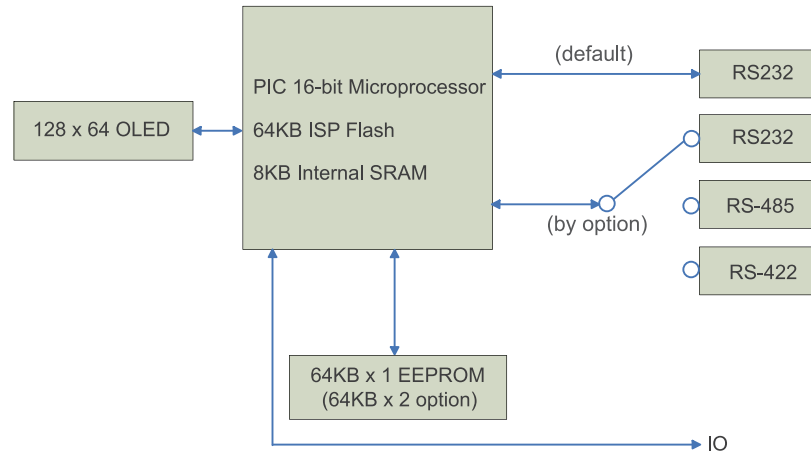 128 x 64 OLED
PIC 16-bit Microprocessor
64KB ISP Flash
8KB Internal SRAM
(default)
RS232
RS232
(by option)
RS-485
RS-422
64KB x 1 EEPROM
(64KB x 2 option)
IO